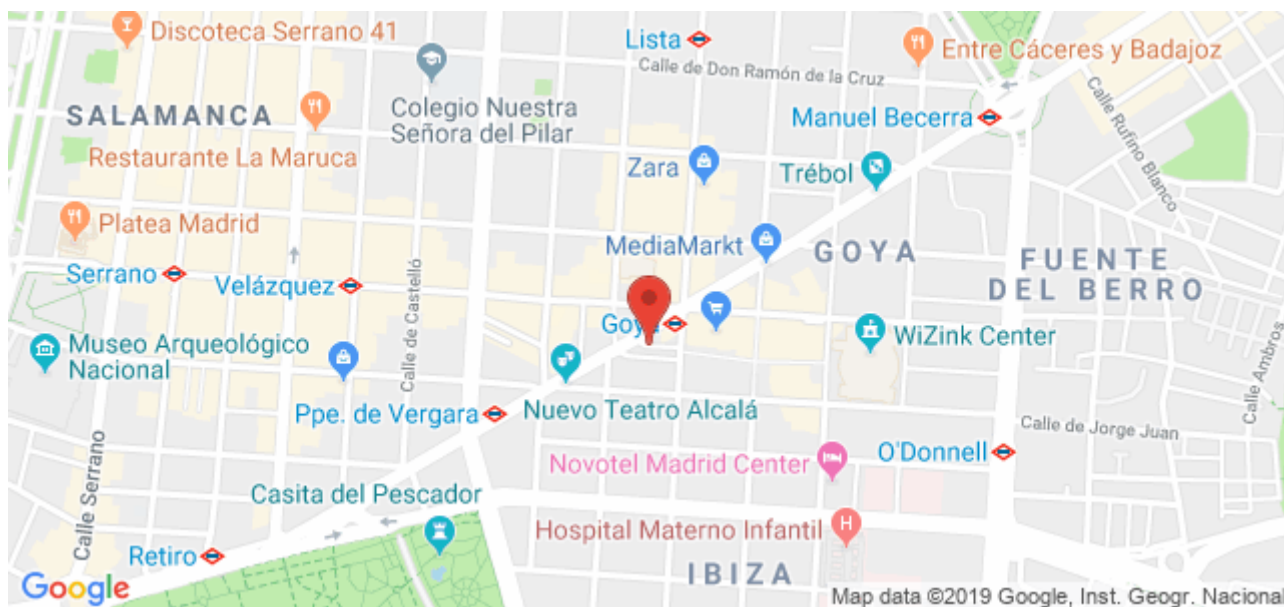 Discoteca Serrano 41
Lista
Calle de Don Ramón de la Cruz
Entre Cáceres y Badajoz
SALAMANCA
Colegio Nuestra
Señora del Pilar
Manuel Becerra
Calle Rufino Blanco
Restaurante La Maruca
Zara
Trébol
Platea Madrid
MediaMarkt
GOYA
FUENTE
DEL BERRO
Serrano
Velázquez
Calle de Castelló
Goya
WiZink Center
Museo Arqueológico
Nacional
Calle Ambros
Ppe. de Vergara
Nuevo Teatro Alcalá
Calle de Jorge Juan
O'Donnell
Novotel Madrid Center
Calle Serrano
Casita del Pescador
Hospital Materno Infantil
H
Retiro
IBIZA
Google
Map data ©2019 Google, Inst. Geogr. Naciona